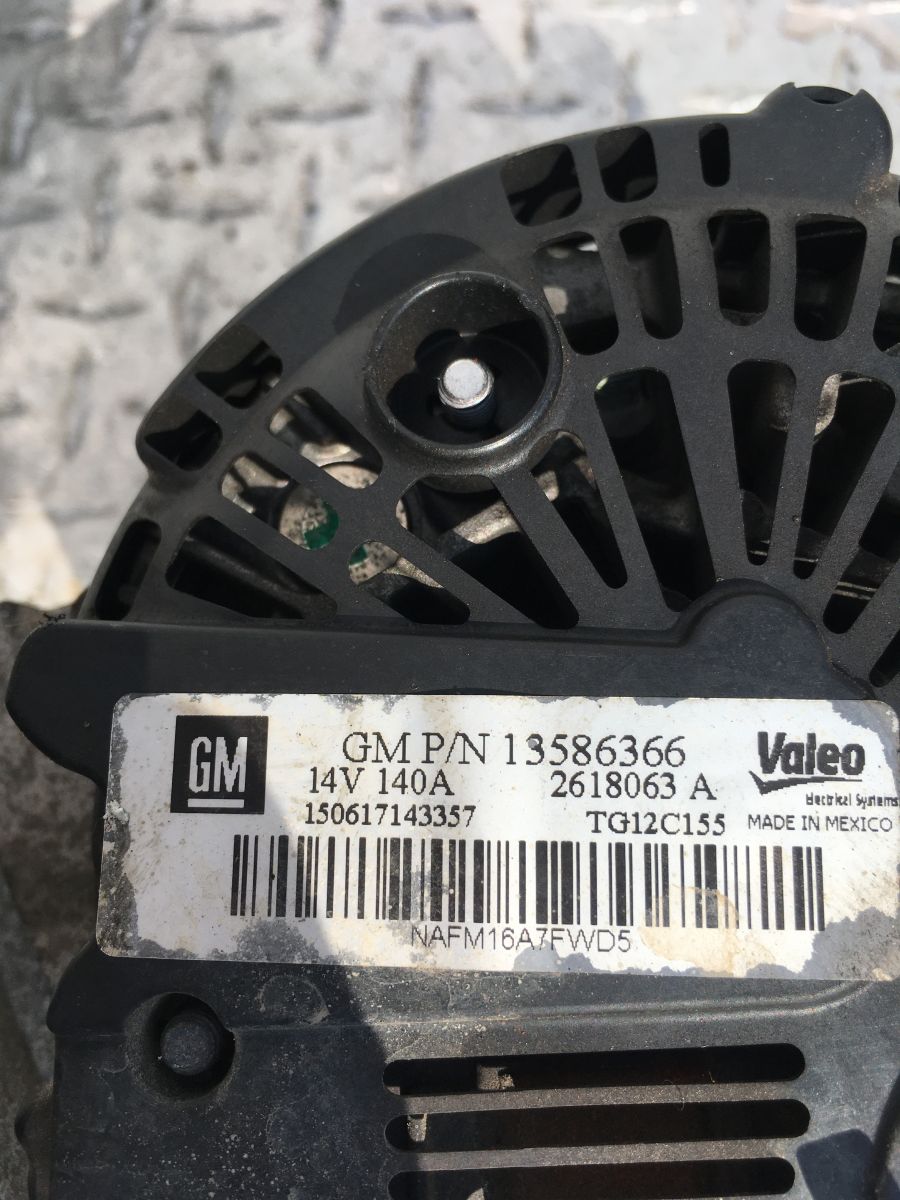 GM
GM P/N 13586366
Valeo
14V 140A
2618063 A
Electrical Systems
150617143357
TG12C155
MADE IN MEXICO
NAFM16A7FWD5